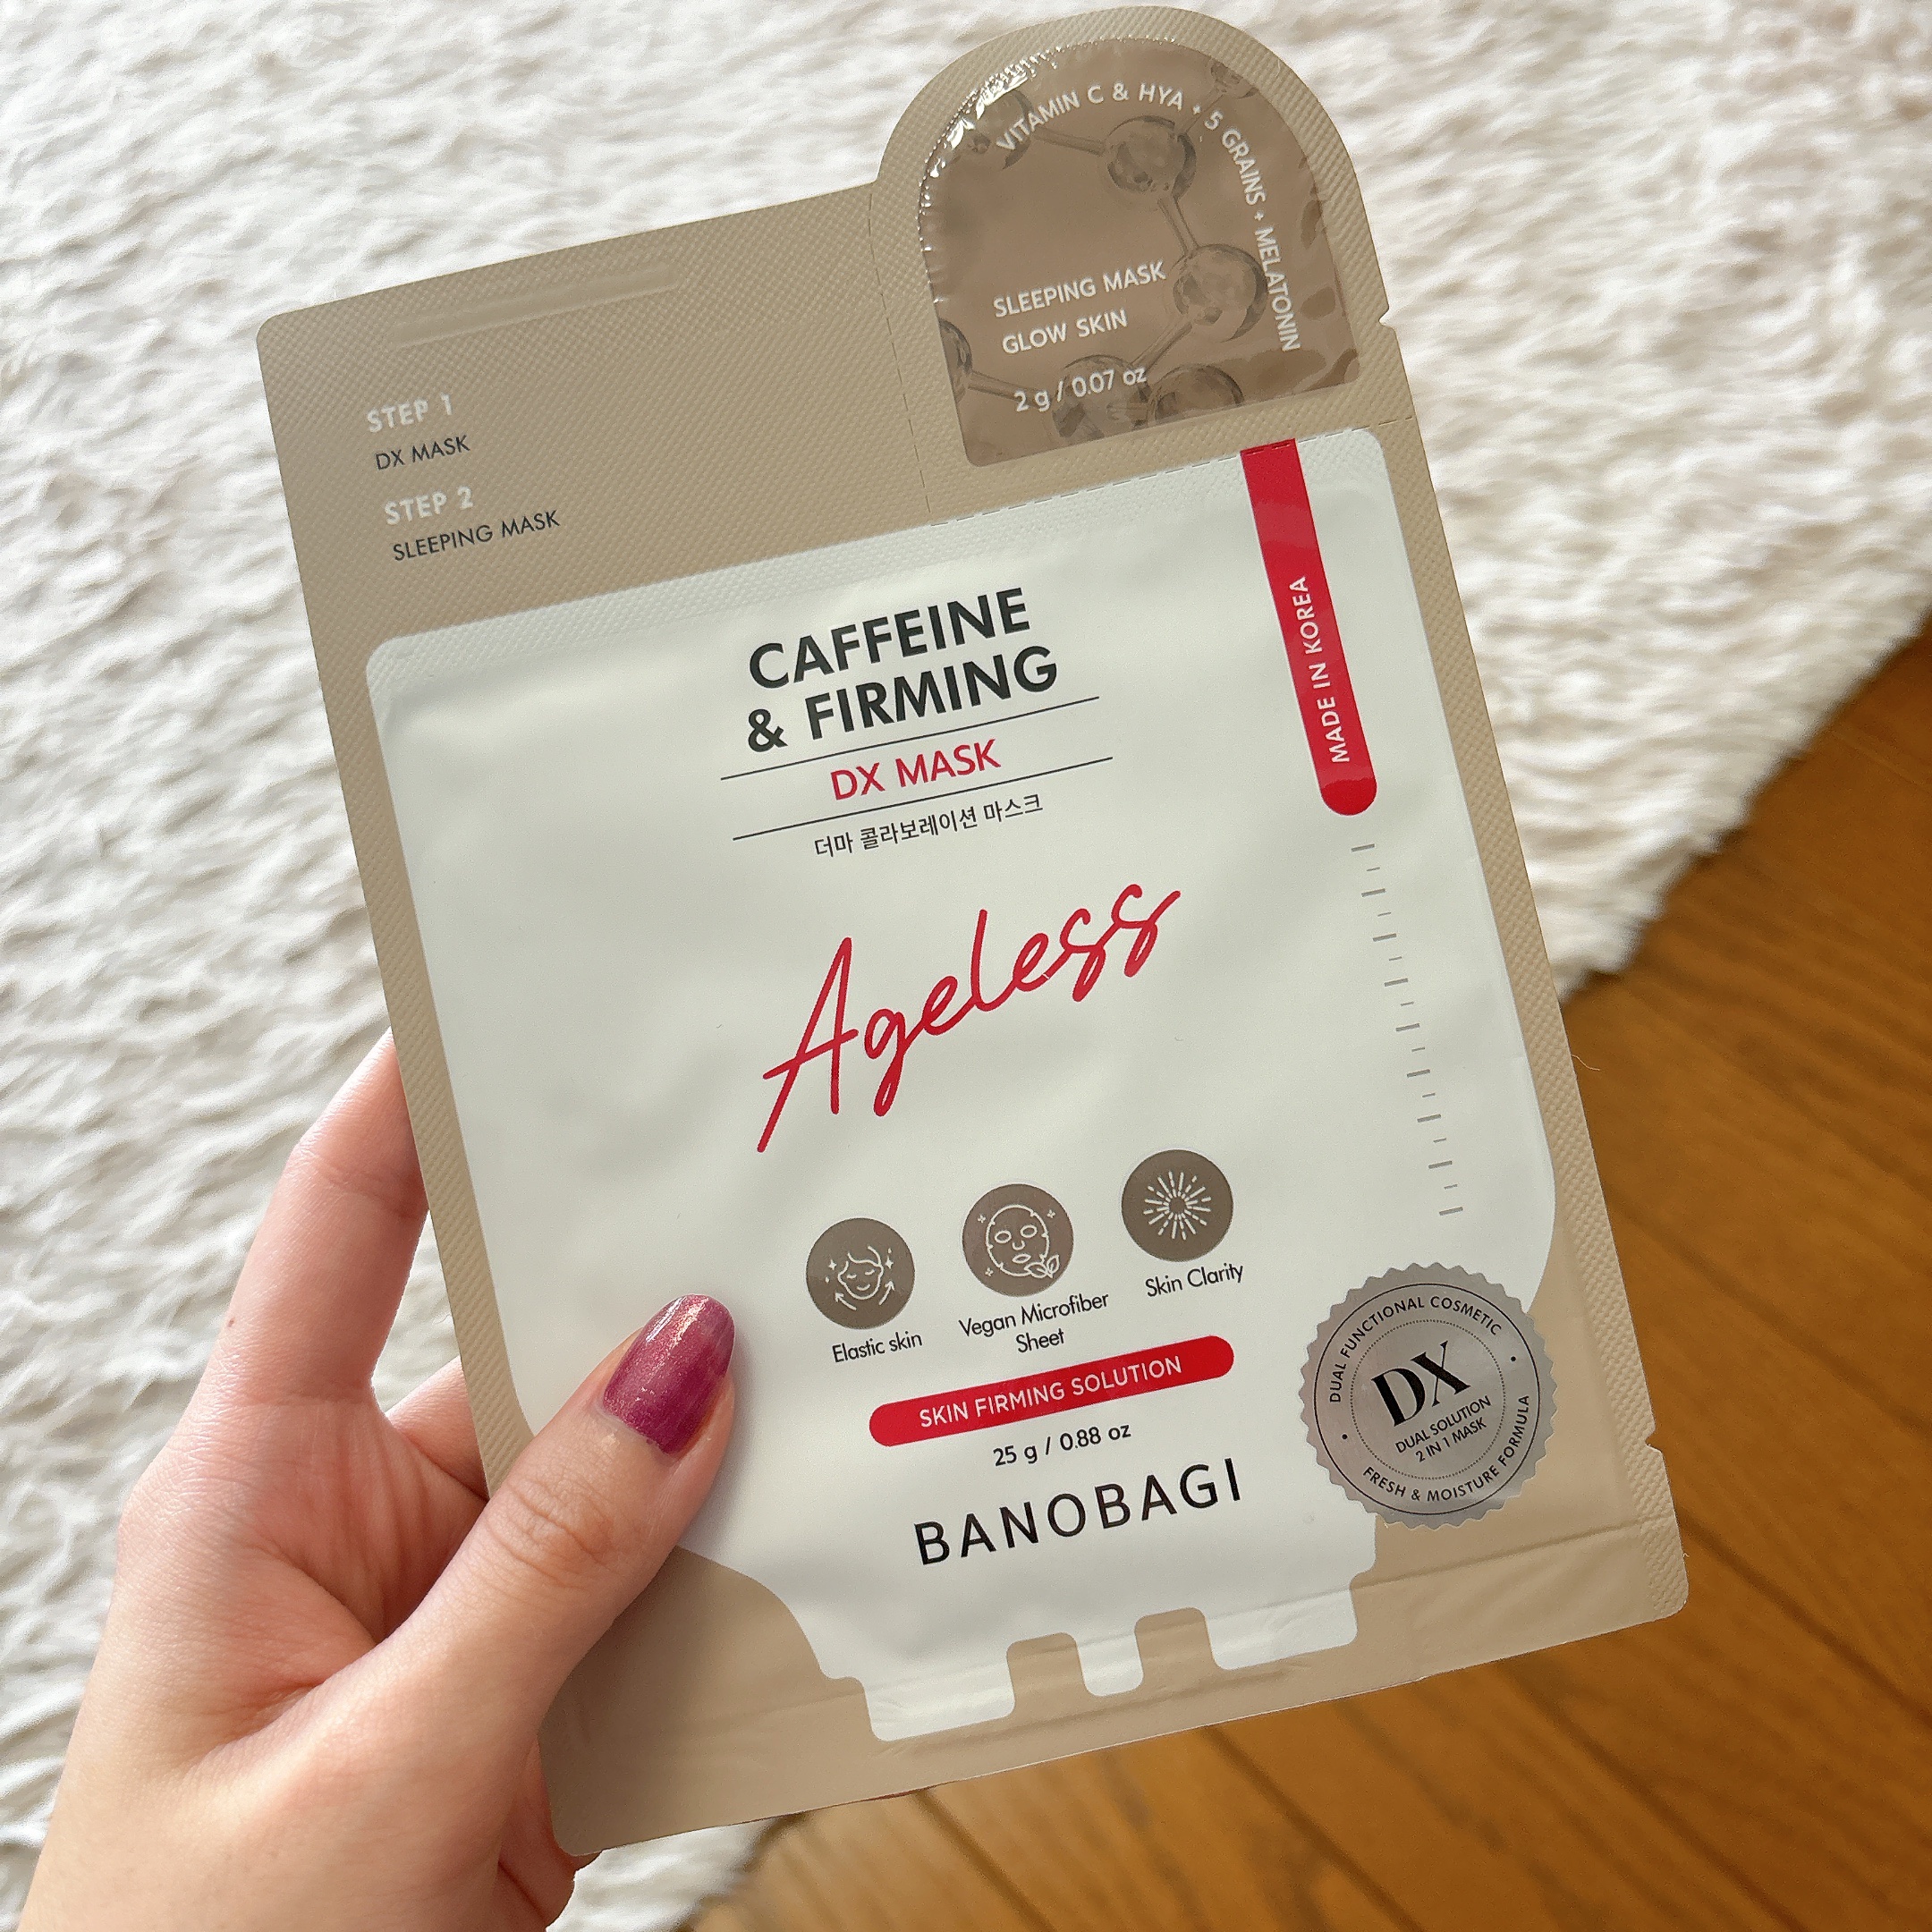 VITAMIN C & HYA + 5 GRAINS + MELATONIN
SLEEPING MASK
GLOW SKIN
2 g / 0.07 oz
STEP 1
DX MASK
STEP 2
SLEEPING MASK
MADE IN KOREA
CAFFEINE
& FIRMING
DX MASK
더마 콜라보레이션 마스크
Ageless
Elastic skin
Vegan Microfiber
Sheet
Skin Clarity
SKIN FIRMING SOLUTION
25 g / 0.88 oz
BANOBAGI
DUAL FUNCTIONAL COSMETIC
DX
DUAL SOLUTION
2 IN 1 MASK
FRESH & MOISTURE FORMULA